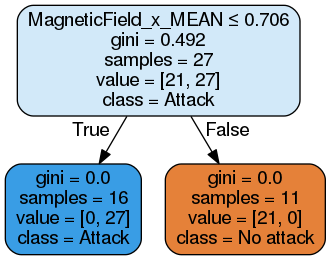 MagneticField_x_MEAN ≤ 0.706
gini = 0.492
samples = 27
value = [21, 27]
class = Attack
True
False
gini = 0.0
samples = 16
value = [0, 27]
class = Attack
gini = 0.0
samples = 11
value = [21, 0]
class = No attack